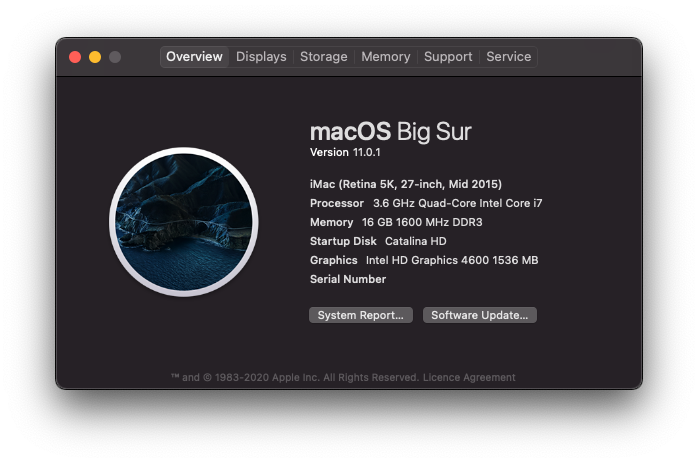 Overview Displays Storage Memory Support Service
macOS Big Sur
Version 11.0.1
iMac (Retina 5K, 27-inch, Mid 2015)
Processor 3.6 GHz Quad-Core Intel Core i7
Memory 16 GB 1600 MHz DDR3
Startup Disk Catalina HD
Graphics Intel HD Graphics 4600 1536 MB
Serial Number
System Report... Software Update...
™ and © 1983-2020 Apple Inc. All Rights Reserved. Licence Agreement